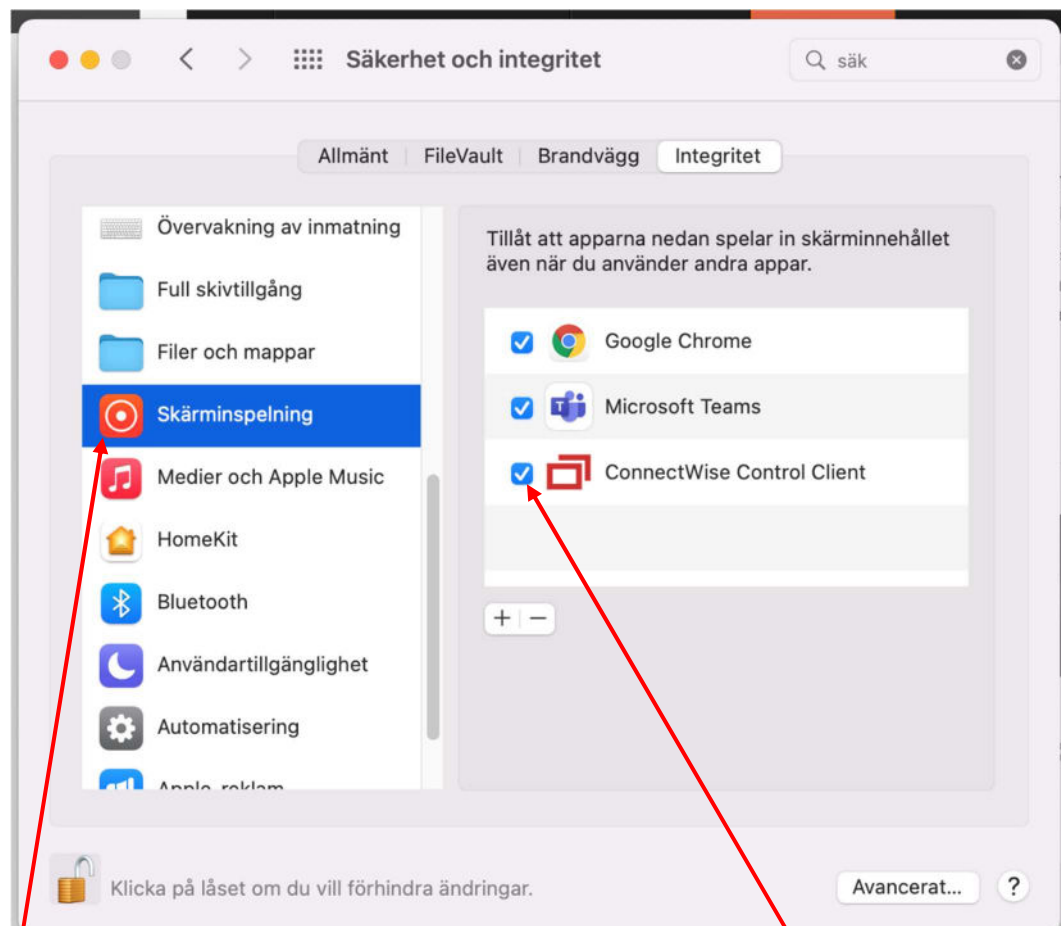 Säkerhet och integritet
säk
Allmänt
FileVault
Brandvägg
Integritet
Övervakning av inmatning
Full skivtillgång
Filer och mappar
Skärminspelning
Medier och Apple Music
HomeKit
Bluetooth
Användartillgänglighet
Automatisering
Apple-reklam
Tillåt att apparna nedan spelar in skärminnehållet
även när du använder andra appar.
Google Chrome
Microsoft Teams
ConnectWise Control Client
+ −
Klicka på låset om du vill förhindra ändringar.
Avancerat...
?